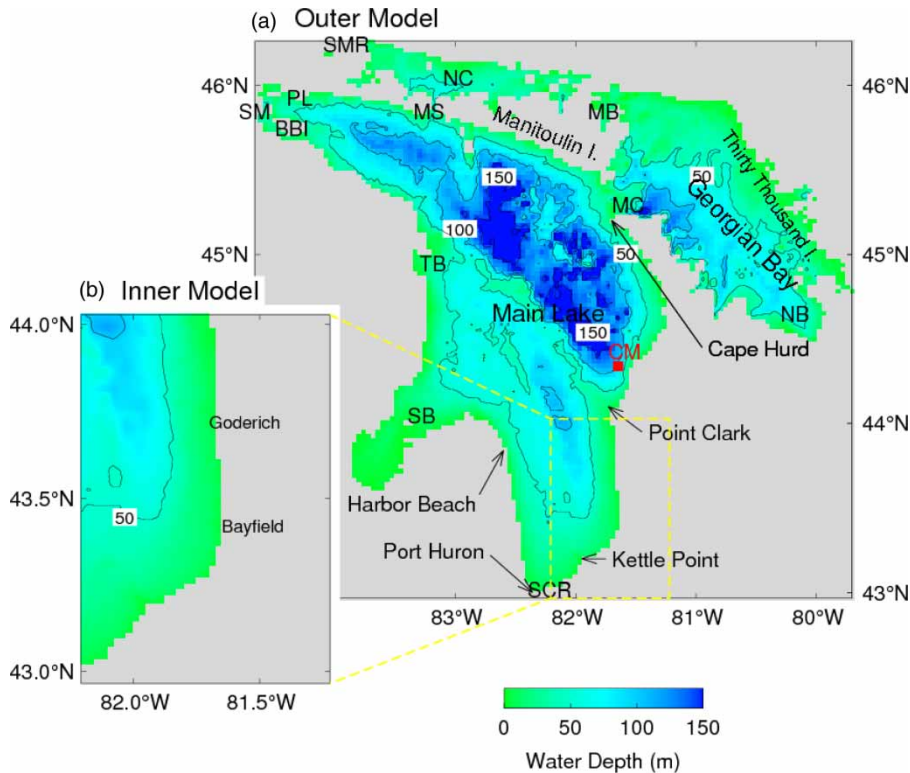 (a) Outer Model
SMR
46°N
NC
46°N
PL
SM
MS
MB
BBI
Manitoulin I.
Thirty Thousand I.
150
50
Georgian Bay
MC
100
45°N
50
45°N
TB
(b) Inner Model
Main Lake
NB
44.0°N
150
Cape Hurd
CM
Goderich
SB
44°N
Point Clark
43.5°N
Harbor Beach
50
Bayfield
Port Huron
Kettle Point
SCR
43°N
43.0°N
83°W
82°W
81°W
80°W
82.0°W
81.5°W
0
50
100
150
Water Depth (m)